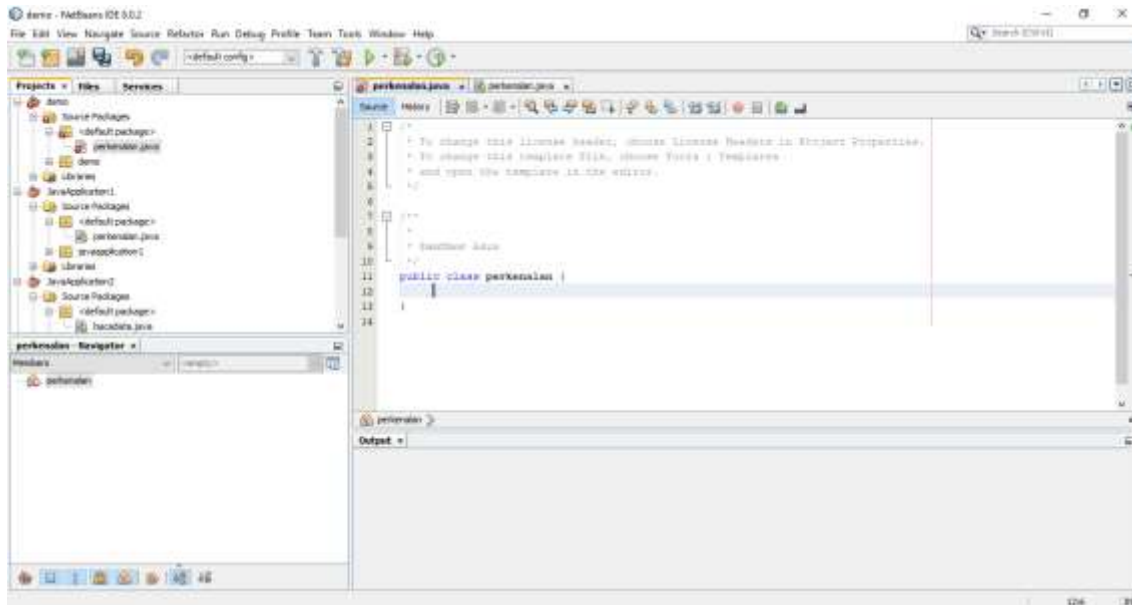 demo - NetBeans IDE 8.0.2
File Edit View Navigate Source Refactor Run Debug Profile Team Tools Window Help
<default config>
Projects Files Services
perkenalan.java perkenalan.java
Source History
demo
Source Packages
<default package>
perkenalan.java
demo
Libraries
JavaApplication1
Source Packages
<default package>
perkenalan.java
javaapplication1
Libraries
JavaApplication2
Source Packages
<default package>
bacadata.java
1 /*
2 * To change this license header, choose License Headers in Project Properties.
3 * To change this template file, choose Tools | Templates
4 * and open the template in the editor.
5 */
6
7 /**
8 *
9 *
10 */
11 public class perkenalan {
12
13 }
14
perkenalan - Navigator
Members <empty>
perkenalan
perkenalan
Output